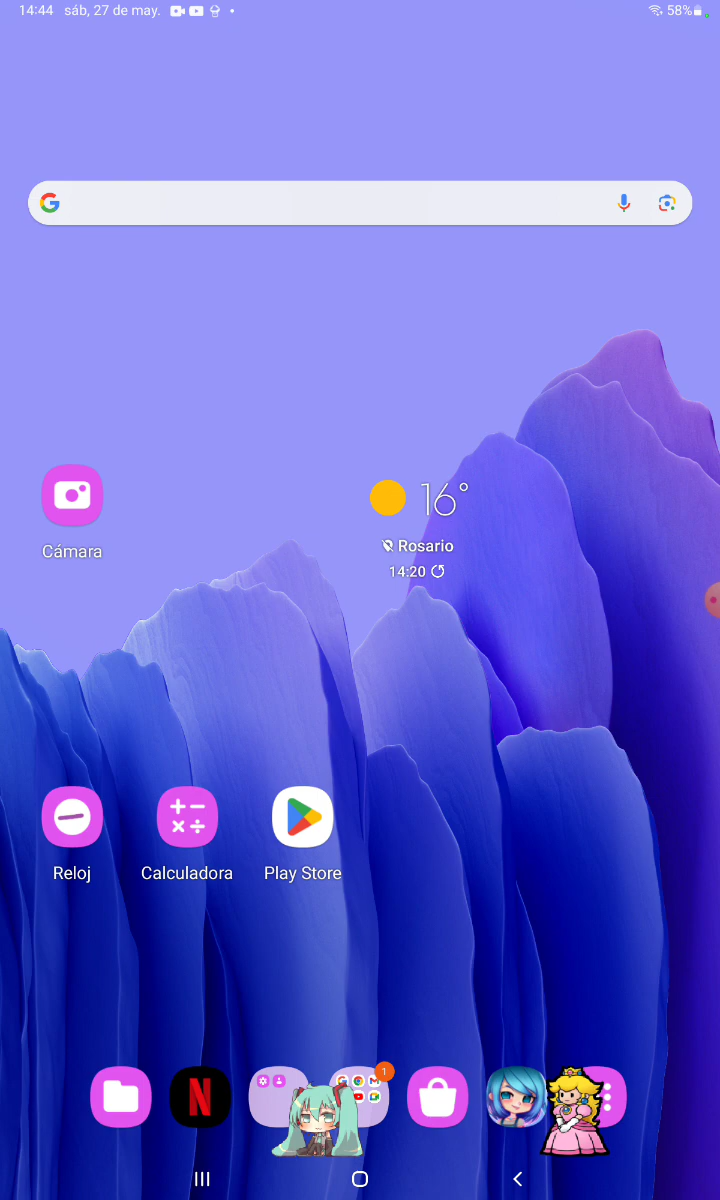 14:44 sáb, 27 de may. 58%
Cámara
16°
Rosario
14:20
Reloj
Calculadora
Play Store
1